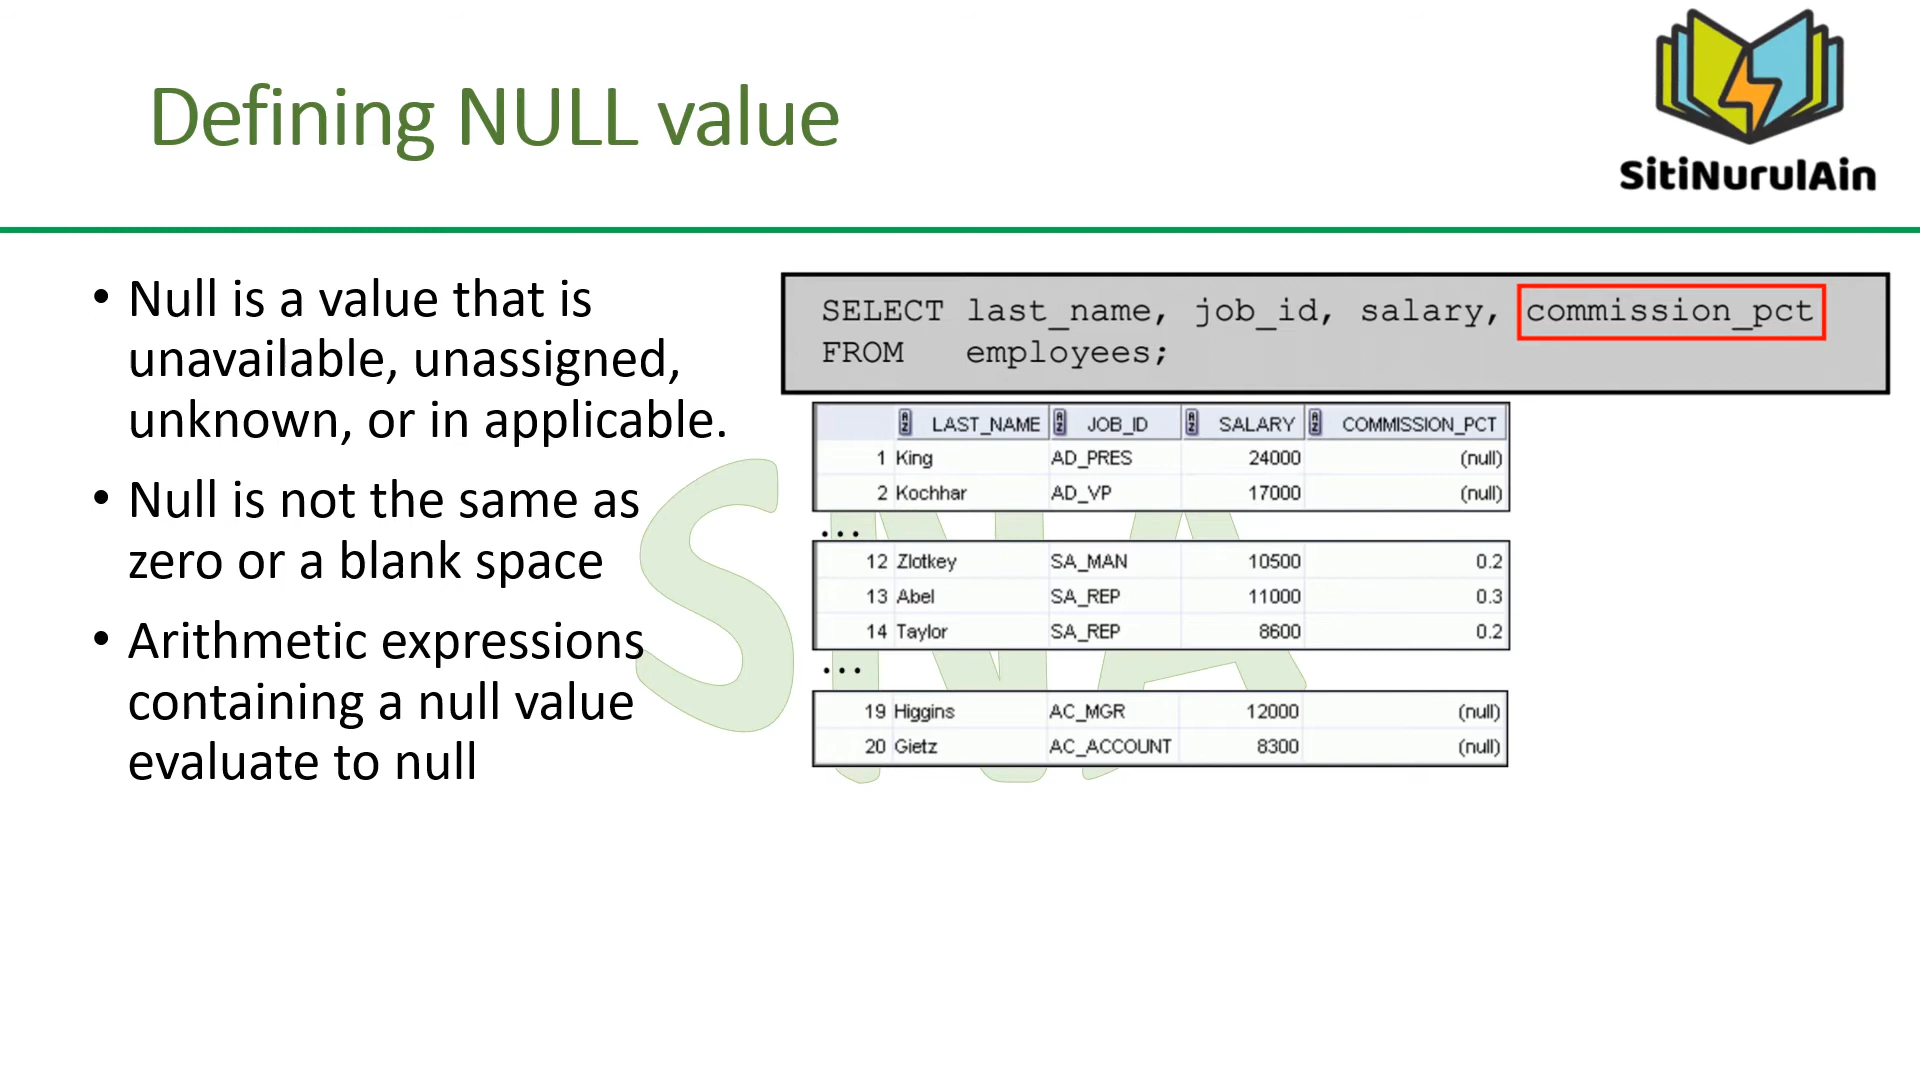 Defining NULL value
SitiNurulAin
• Null is a value that is
unavailable, unassigned,
unknown, or in applicable.
• Null is not the same as
zero or a blank space
• Arithmetic expressions
containing a null value
evaluate to null
SELECT last_name, job_id, salary, commission_pct
FROM employees;
LAST_NAME JOB_ID SALARY COMMISSION_PCT
1 King AD_PRES 24000 (null)
2 Kochhar AD_VP 17000 (null)
...
12 Zlotkey SA_MAN 10500 0.2
13 Abel SA_REP 11000 0.3
14 Taylor SA_REP 8600 0.2
...
19 Higgins AC_MGR 12000 (null)
20 Gietz AC_ACCOUNT 8300 (null)
SNA